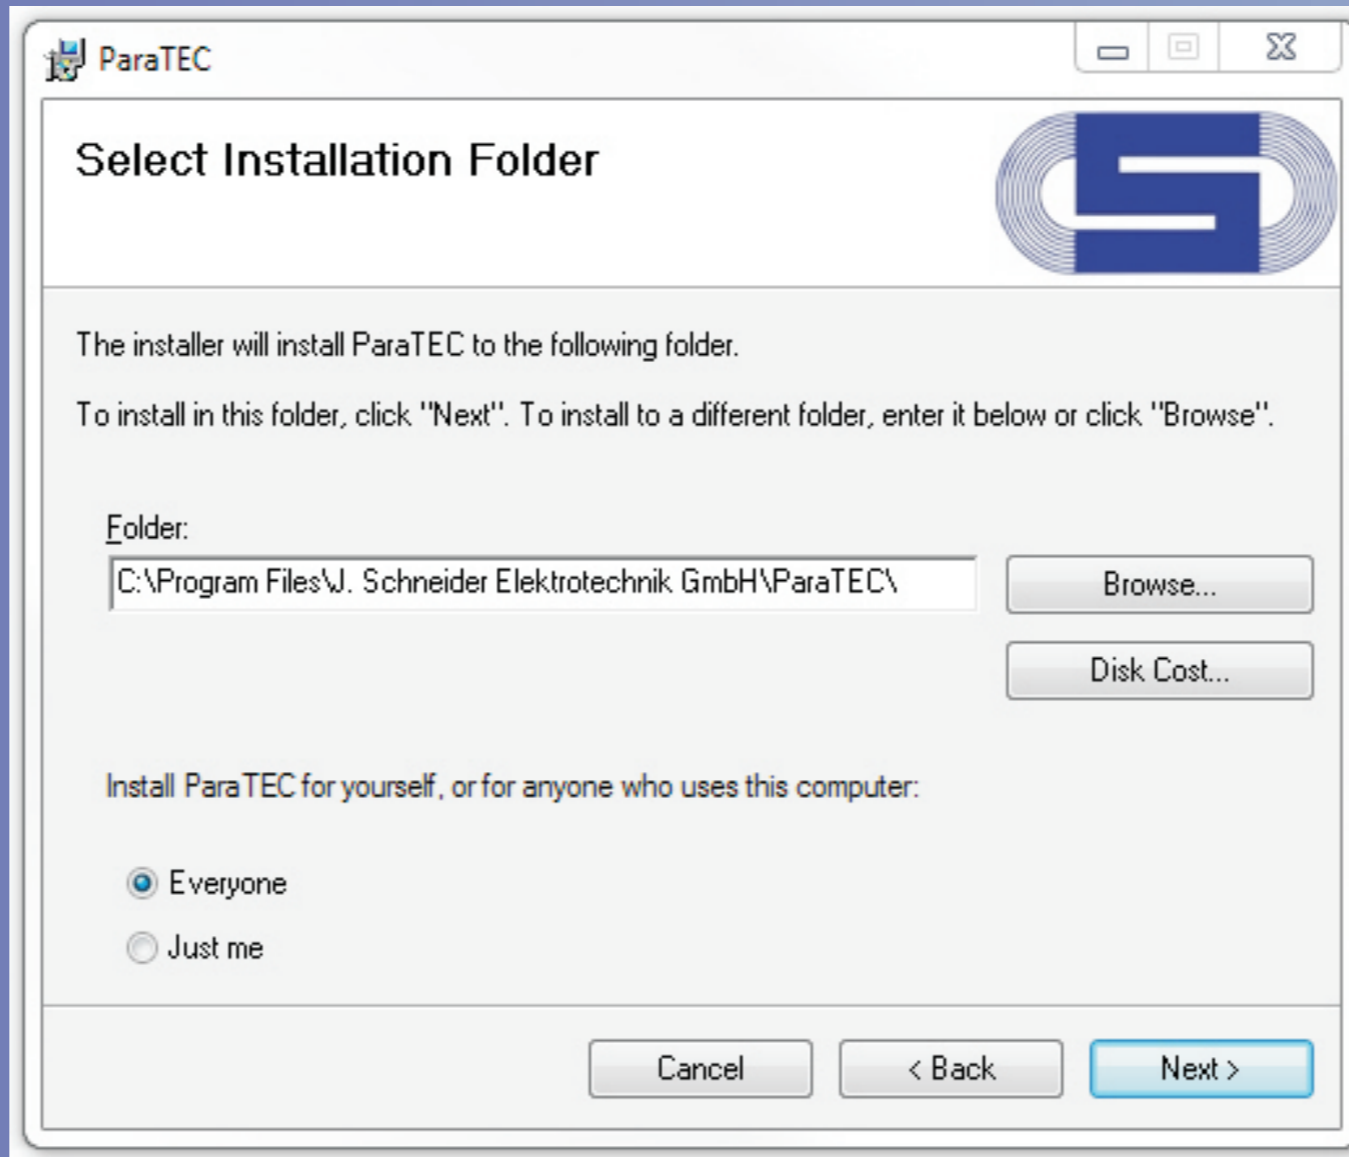 ParaTEC
Select Installation Folder
The installer will install ParaTEC to the following folder.
To install in this folder, click "Next". To install to a different folder, enter it below or click "Browse".
Folder:
C:\Program Files\J. Schneider Elektrotechnik GmbH\ParaTEC\
Browse...
Disk Cost...
Install ParaTEC for yourself, or for anyone who uses this computer:
Everyone
Just me
Cancel
< Back
Next >